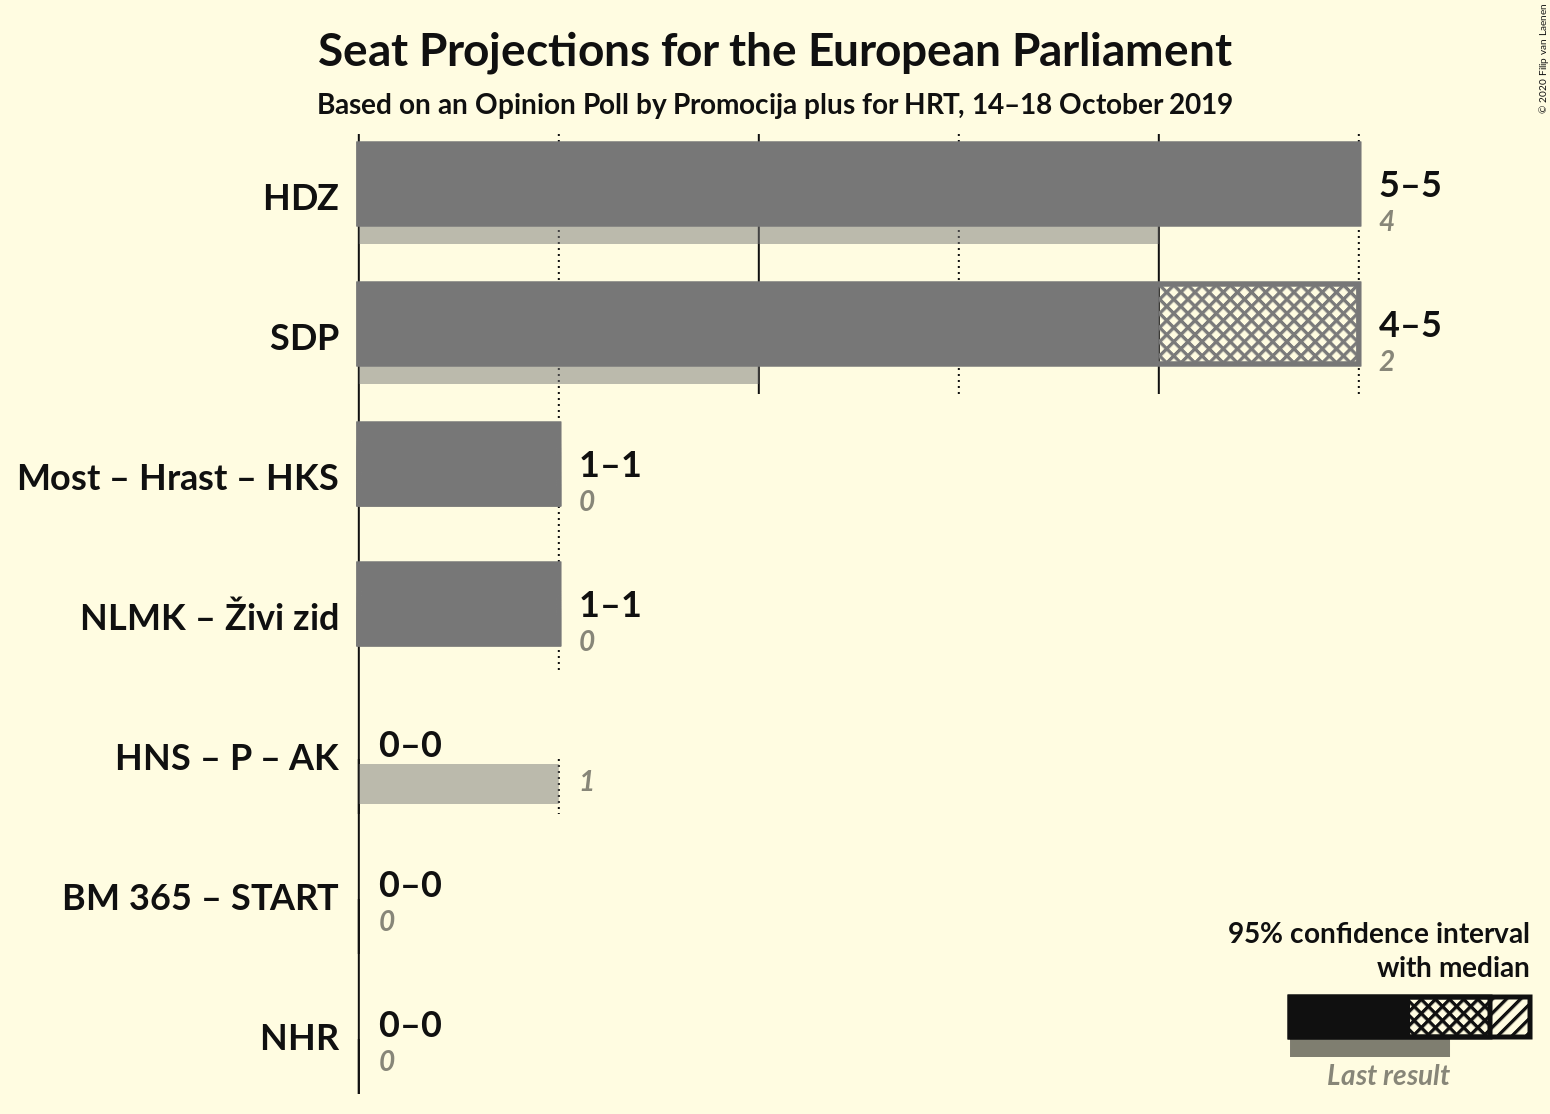 Seat Projections for the European Parliament
Based on an Opinion Poll by Promocija plus for HRT, 14–18 October 2019
© 2020 Filip van Laenen
HDZ
5–5
4
SDP
4–5
2
Most – Hrast – HKS
1–1
0
NLMK – Živi zid
1–1
0
HNS – P – AK
0–0
1
BM 365 – START
0–0
0
NHR
0–0
0
95% confidence interval
with median
Last result